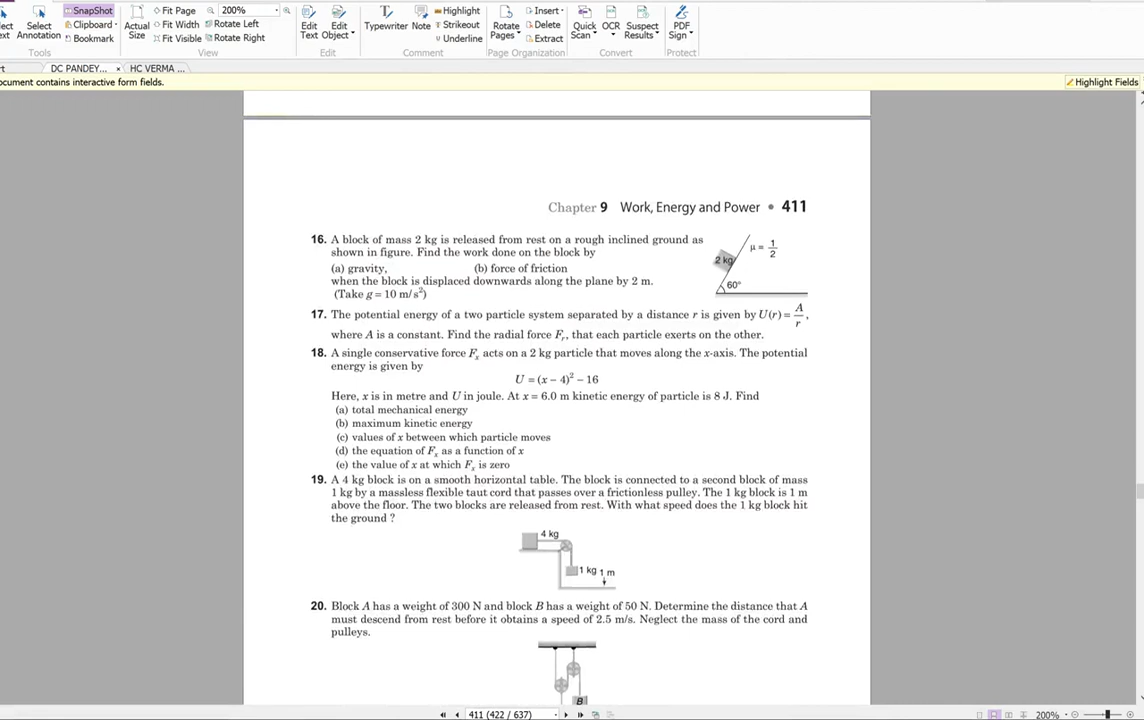 SnapShot
Fit Page
200%
Highlight
Insert
Select
Clipboard
Actual
Fit Width
Rotate Left
Edit
Edit
Typewriter Note
Strikeout
Rotate
Delete
Quick
OCR
Suspect
PDF
Annotation
Bookmark
Size
Fit Visible
Rotate Right
Text
Object
Underline
Pages
Extract
Scan
Results
Sign
Tools
View
Edit
Comment
Page Organization
Convert
Protect
DC PANDEY... ×
HC VERMA ...
ocument contains interactive form fields.
Highlight Fields
Chapter 9 Work, Energy and Power • 411
16. A block of mass 2 kg is released from rest on a rough inclined ground as
shown in figure. Find the work done on the block by
(a) gravity, (b) force of friction
when the block is displaced downwards along the plane by 2 m.
(Take g = 10 m/s²)
μ = 1/2
2 kg
60°
17. The potential energy of a two particle system separated by a distance r is given by U(r) = A/r,
where A is a constant. Find the radial force Fr, that each particle exerts on the other.
18. A single conservative force Fx acts on a 2 kg particle that moves along the x-axis. The potential
energy is given by
U = (x – 4)² – 16
Here, x is in metre and U in joule. At x = 6.0 m kinetic energy of particle is 8 J. Find
(a) total mechanical energy
(b) maximum kinetic energy
(c) values of x between which particle moves
(d) the equation of Fx as a function of x
(e) the value of x at which Fx is zero
19. A 4 kg block is on a smooth horizontal table. The block is connected to a second block of mass
1 kg by a massless flexible taut cord that passes over a frictionless pulley. The 1 kg block is 1 m
above the floor. The two blocks are released from rest. With what speed does the 1 kg block hit
the ground ?
4 kg
1 kg 1 m
20. Block A has a weight of 300 N and block B has a weight of 50 N. Determine the distance that A
must descend from rest before it obtains a speed of 2.5 m/s. Neglect the mass of the cord and
pulleys.
B
411 (422 / 637)
200%